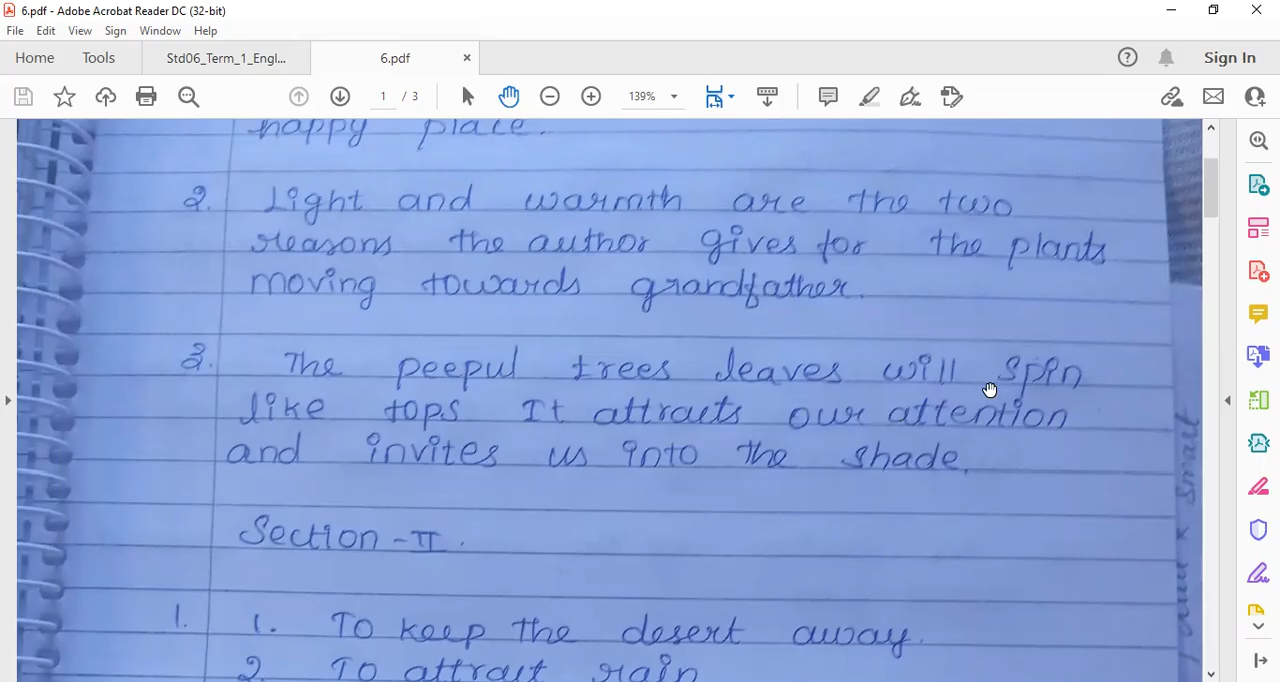 6.pdf - Adobe Acrobat Reader DC (32-bit)
File Edit View Sign Window Help
Home Tools Std06_Term_1_Engl... 6.pdf × Sign In
1 / 3 139%
happy place.
2. Light and warmth are the two
reasons the author gives for the plants
moving towards grandfather.
3. The peepul trees leaves will spin
like tops It attracts our attention
and invites us into the shade.
Section - II.
1. 1. To keep the desert away.
2. To attract rain
smart